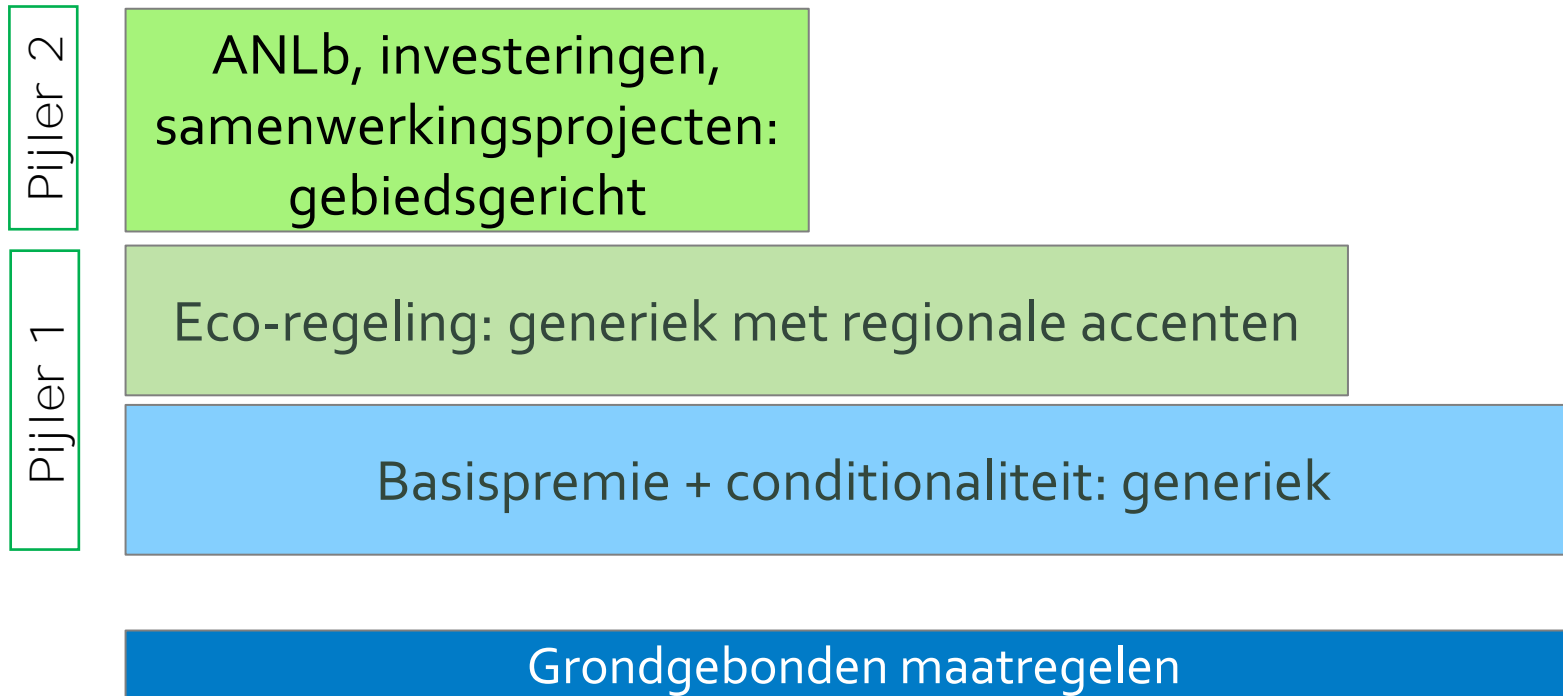 Pijler 2
ANLb, investeringen,
samenwerkingsprojecten:
gebiedsgericht
Pijler 1
Eco-regeling: generiek met regionale accenten
Basispremie + conditionaliteit: generiek
Grondgebonden maatregelen